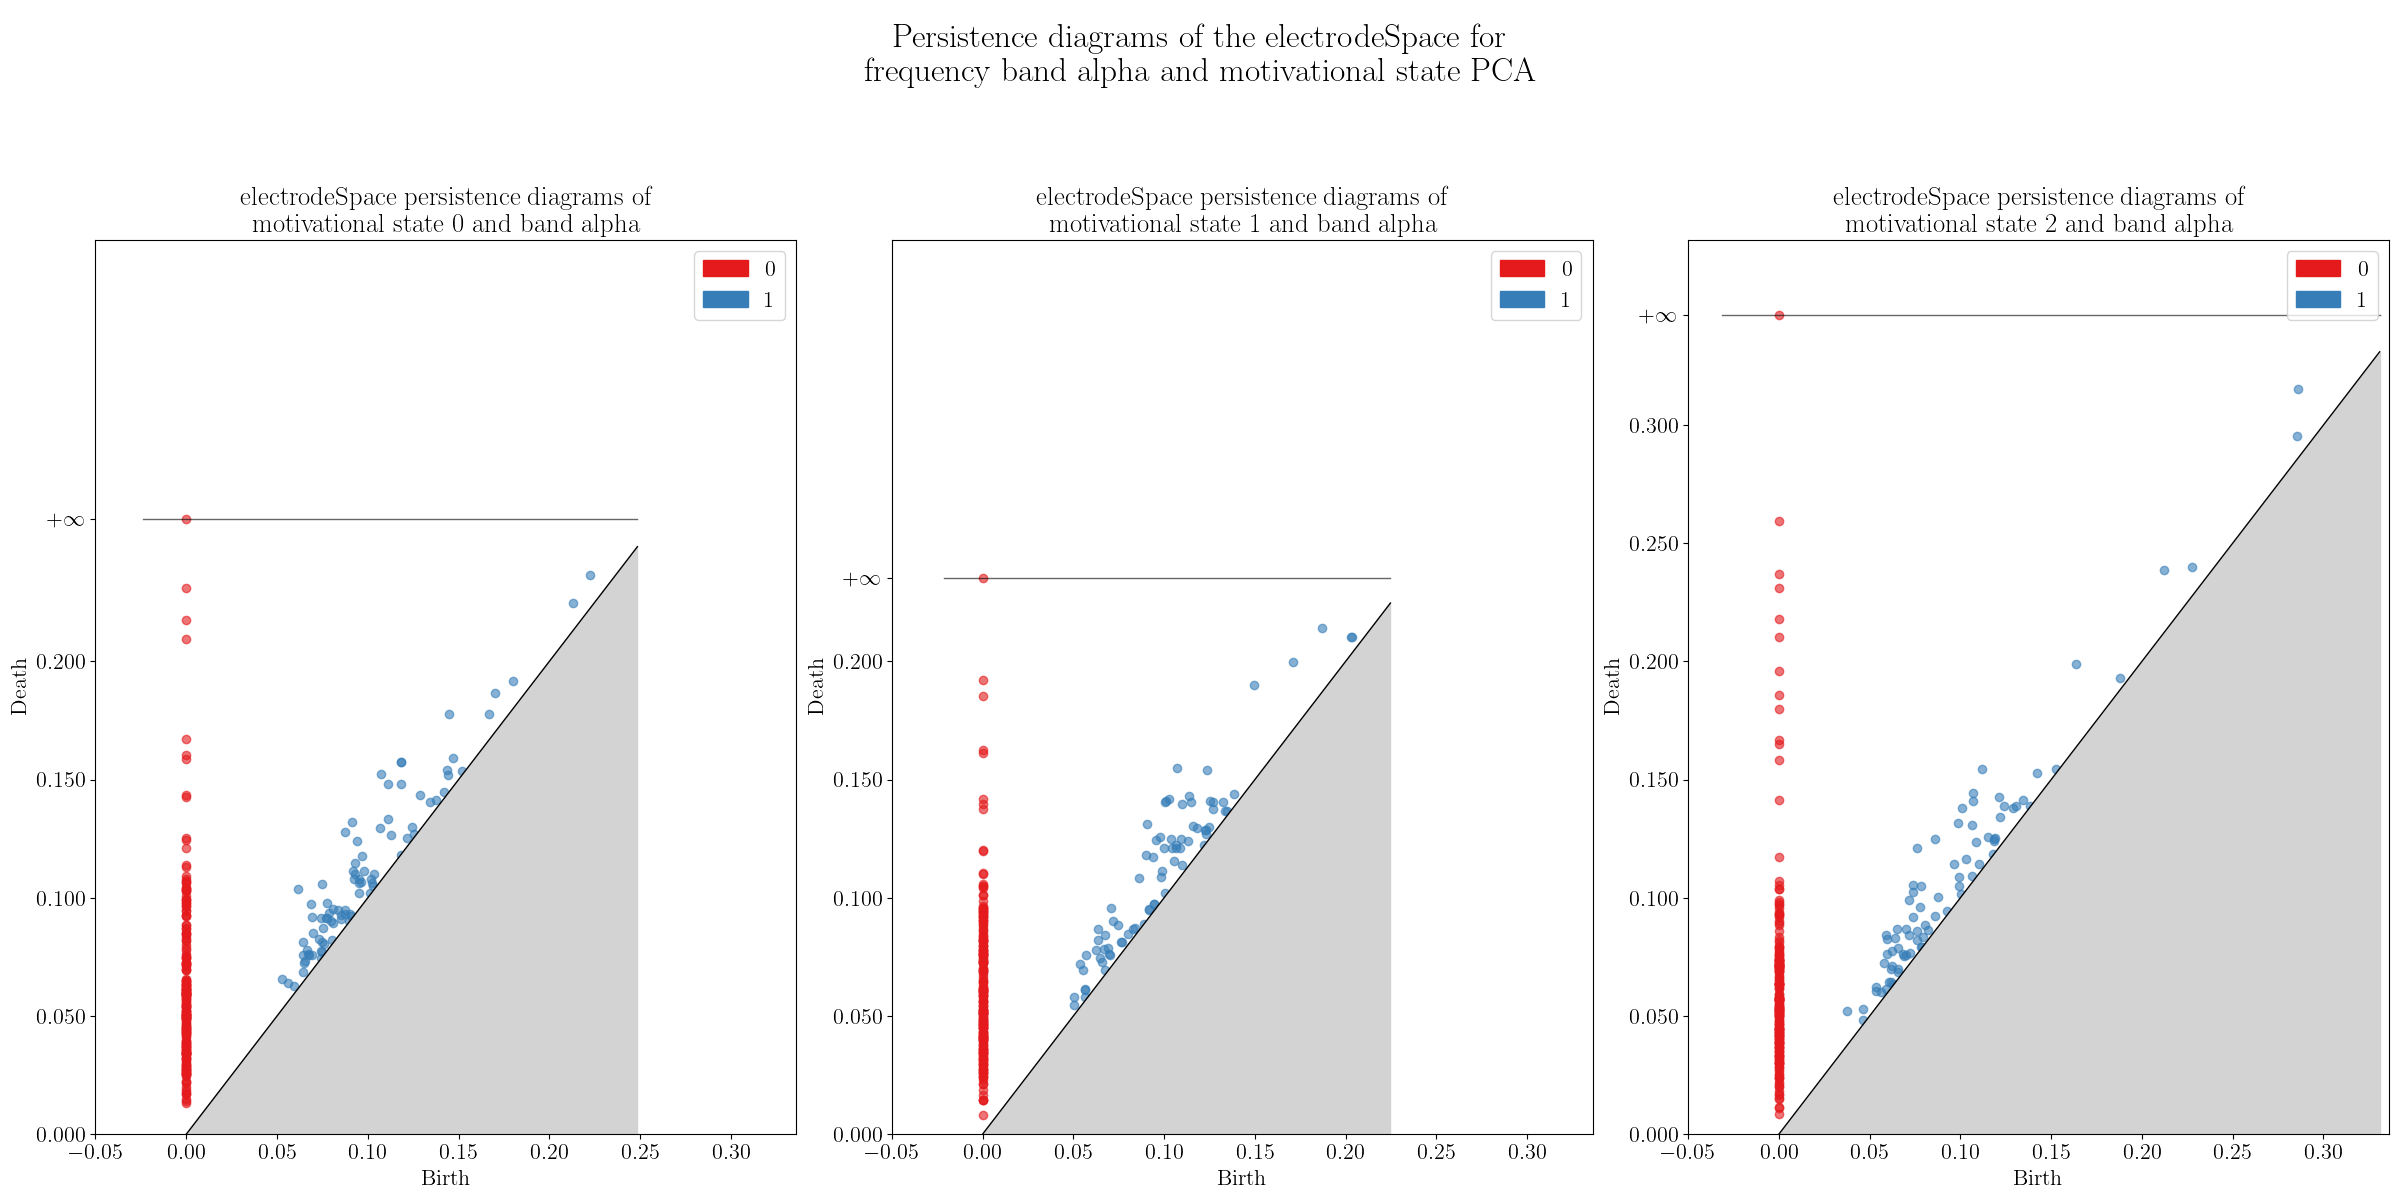 Persistence diagrams of the electrodeSpace for
frequency band alpha and motivational state PCA
electrodeSpace persistence diagrams of
motivational state 0 and band alpha
0
1
+∞
0.200
0.150
0.100
0.050
0.000
Death
−0.05 0.00 0.05 0.10 0.15 0.20 0.25 0.30
Birth
electrodeSpace persistence diagrams of
motivational state 1 and band alpha
0
1
+∞
0.200
0.150
0.100
0.050
0.000
Death
−0.05 0.00 0.05 0.10 0.15 0.20 0.25 0.30
Birth
electrodeSpace persistence diagrams of
motivational state 2 and band alpha
0
1
+∞
0.300
0.250
0.200
0.150
0.100
0.050
0.000
Death
−0.05 0.00 0.05 0.10 0.15 0.20 0.25 0.30
Birth